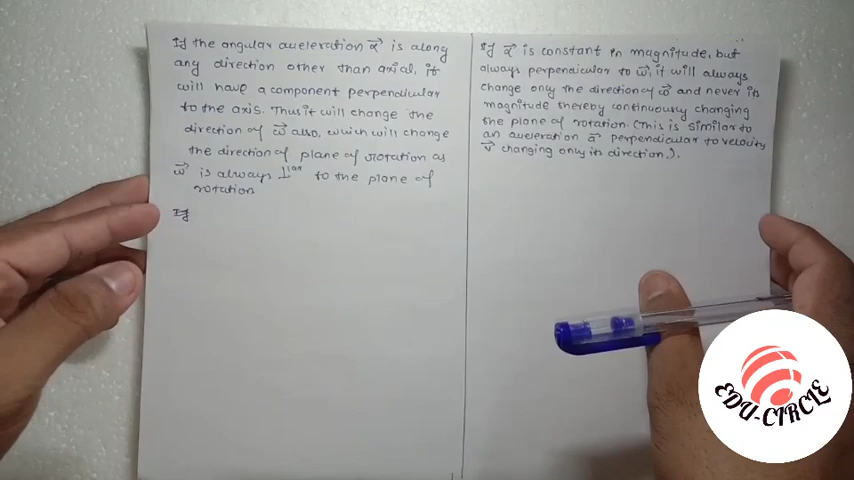 If the angular aueleration α⃗ is along
any direction other than axial, it
will have a component perpendicular
to the axis. Thus it will change the
direction of ω⃗ also, which will change
the direction of plane of rotation as
ω⃗ is always ⊥lar to the plane of
rotation
If
If α⃗ is constant in magnitude, but
always perpendicular to ω⃗, it will always
change only the direction of ω⃗ and never its
magnitude thereby continuously changing
the plane of rotation. (This is similar to
an aueleration a⃗ perpendicular to velocity
v⃗ changing only its direction.).
EDU-CIRCLE